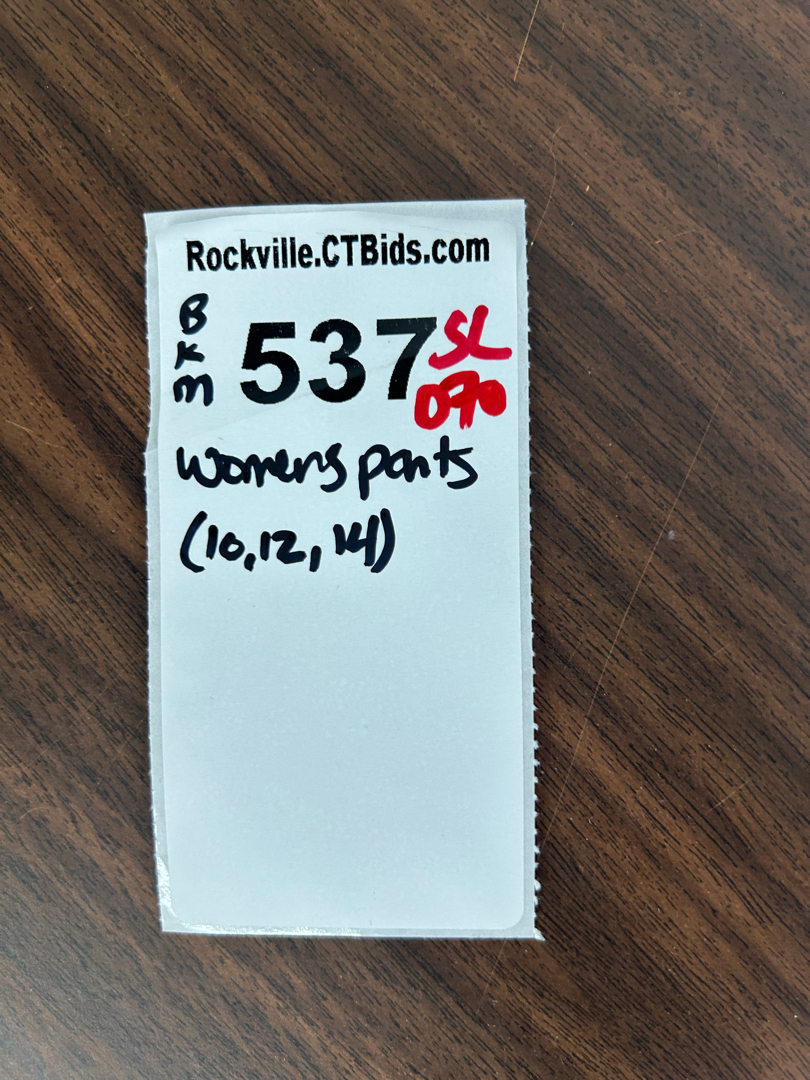 Rockville.CTBids.com
B
K
M
537
SL
070
womens pants
(10,12,14)